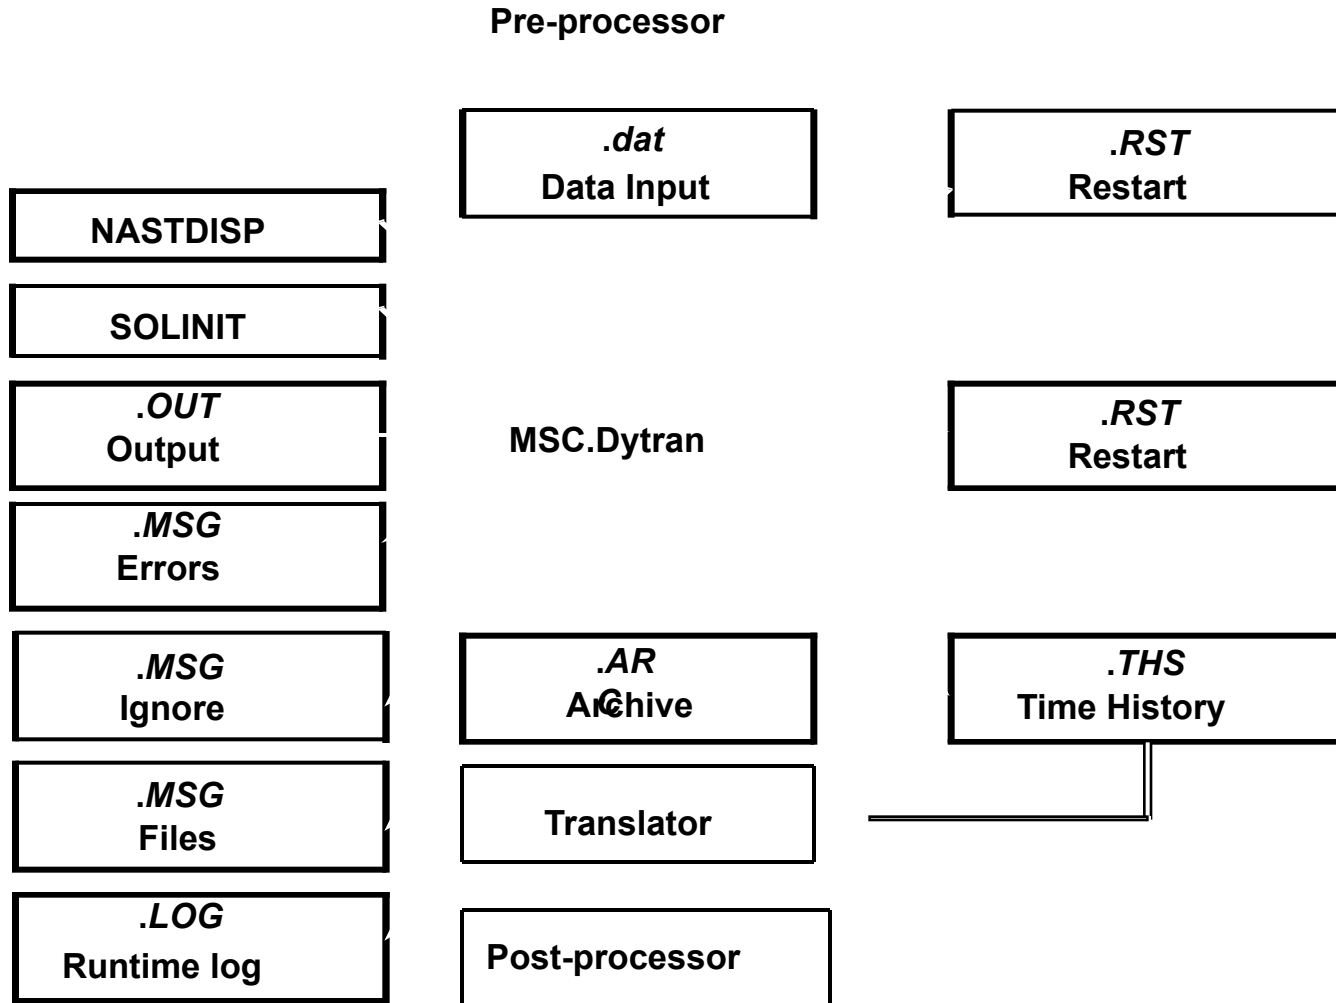 Pre-processor
.dat
Data Input
.RST
Restart
NASTDISP
SOLINIT
.OUT
Output
MSC.Dytran
.RST
Restart
.MSG
Errors
.MSG
Ignore
.AR
C
Archive
.THS
Time History
.MSG
Files
Translator
.LOG
Runtime log
Post-processor